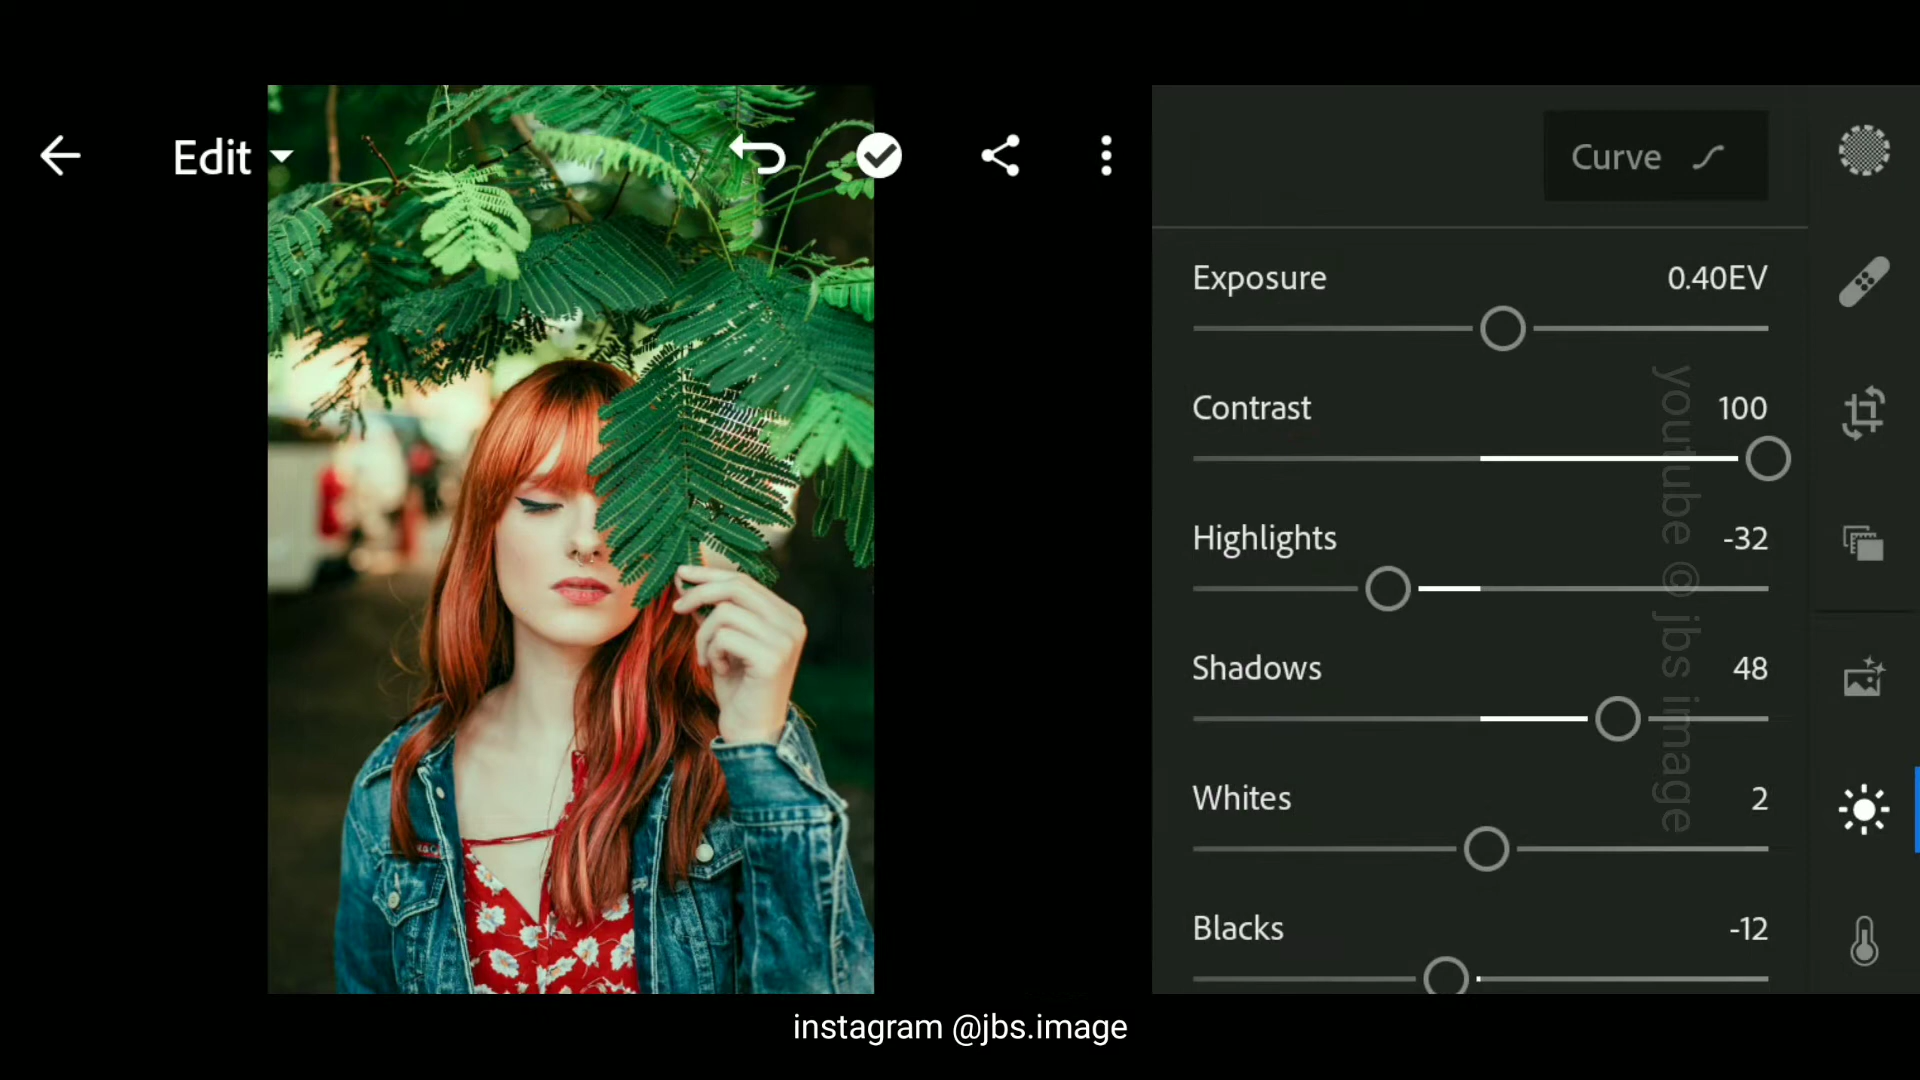 Edit
Curve
Exposure 0.40EV
Contrast 100
Highlights -32
Shadows 48
Whites 2
Blacks -12
youtube @ jbs image
instagram @jbs.image